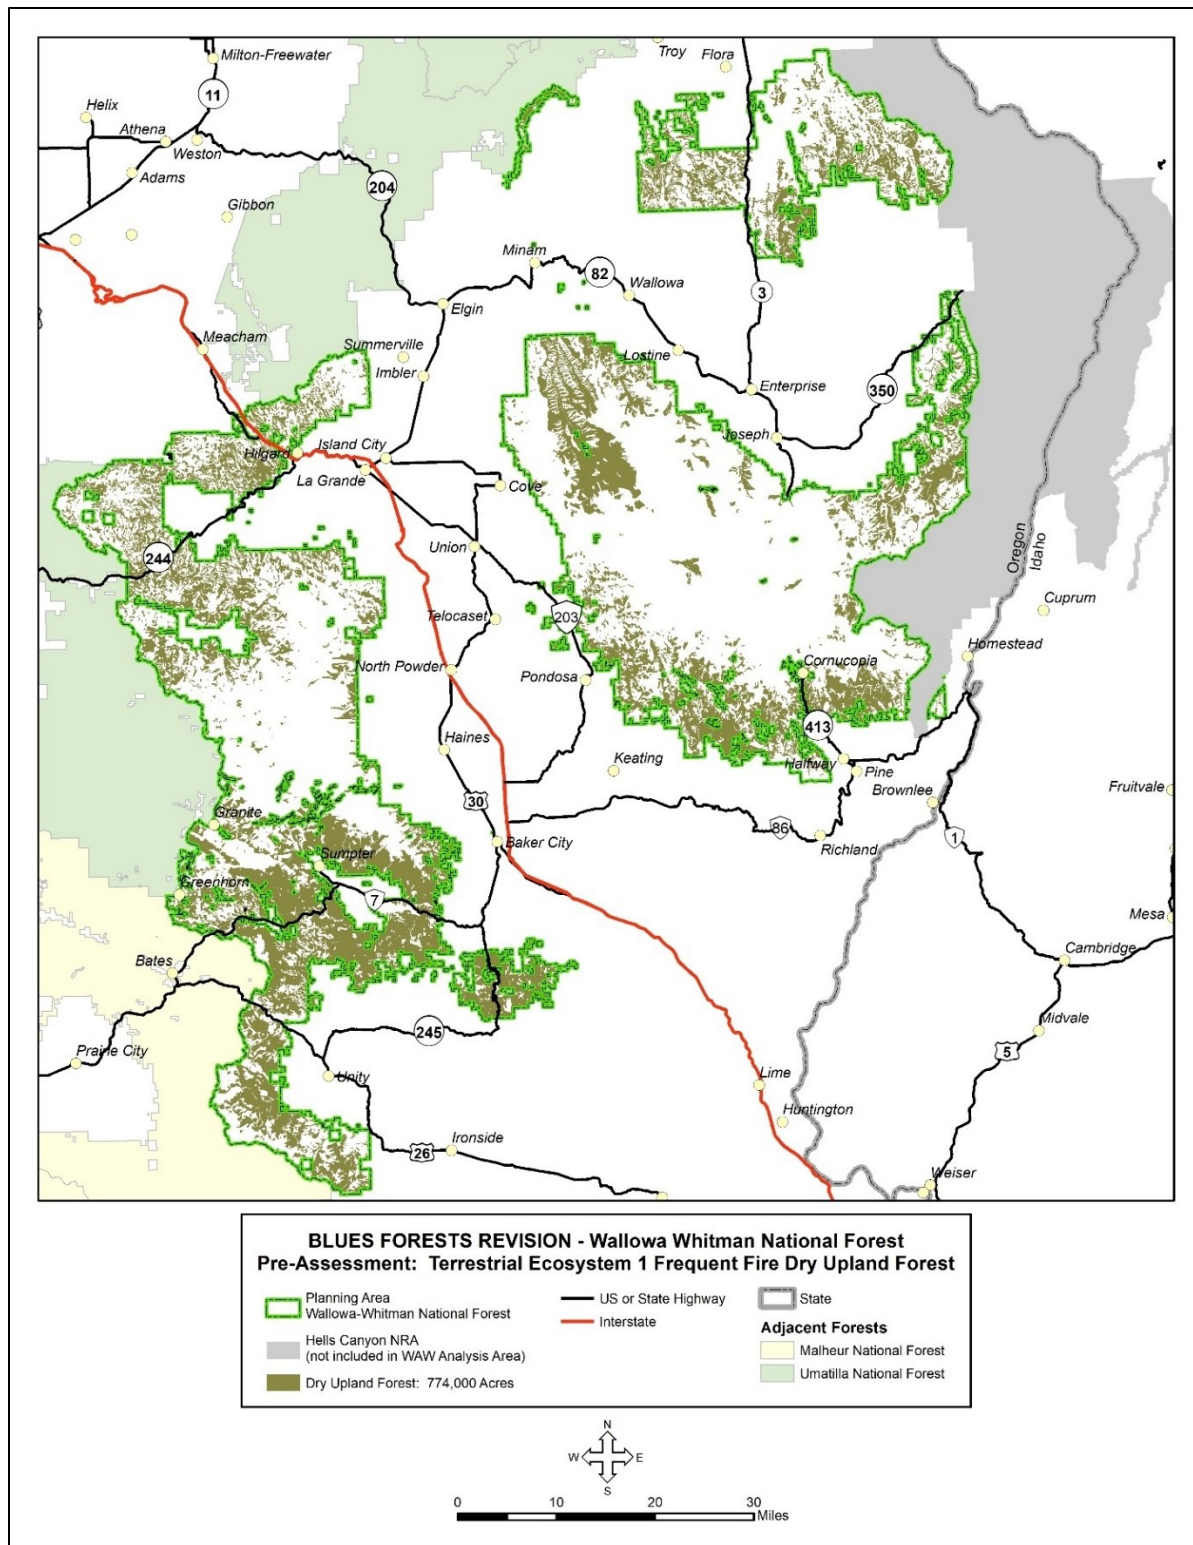 Troy
Flora
Milton-Freewater
11
Helix
Athena
Weston
Adams
204
Gibbon
Minam
82
Wallowa
3
Elgin
Meacham
Summerville
Imbler
Lostine
Enterprise
350
Joseph
Hilgard
Island City
La Grande
Cove
244
Union
Oregon
Idaho
Telocaset
203
Cuprum
Homestead
North Powder
Pondosa
Cornucopia
413
Haines
Keating
Halfway
Pine
Brownlee
Fruitvale
30
Granite
Baker City
86
Richland
1
Sumpter
Greenhorn
7
Mesa
Bates
Cambridge
245
Midvale
5
Prairie City
Unity
Lime
Huntington
Ironside
26
Weiser
BLUES FORESTS REVISION - Wallowa Whitman National Forest
Pre-Assessment: Terrestrial Ecosystem 1 Frequent Fire Dry Upland Forest
Planning Area
Wallowa-Whitman National Forest
Hells Canyon NRA
(not included in WAW Analysis Area)
Dry Upland Forest: 774,000 Acres
US or State Highway
Interstate
State
Adjacent Forests
Malheur National Forest
Umatilla National Forest
N
W E
S
0 10 20 30
Miles